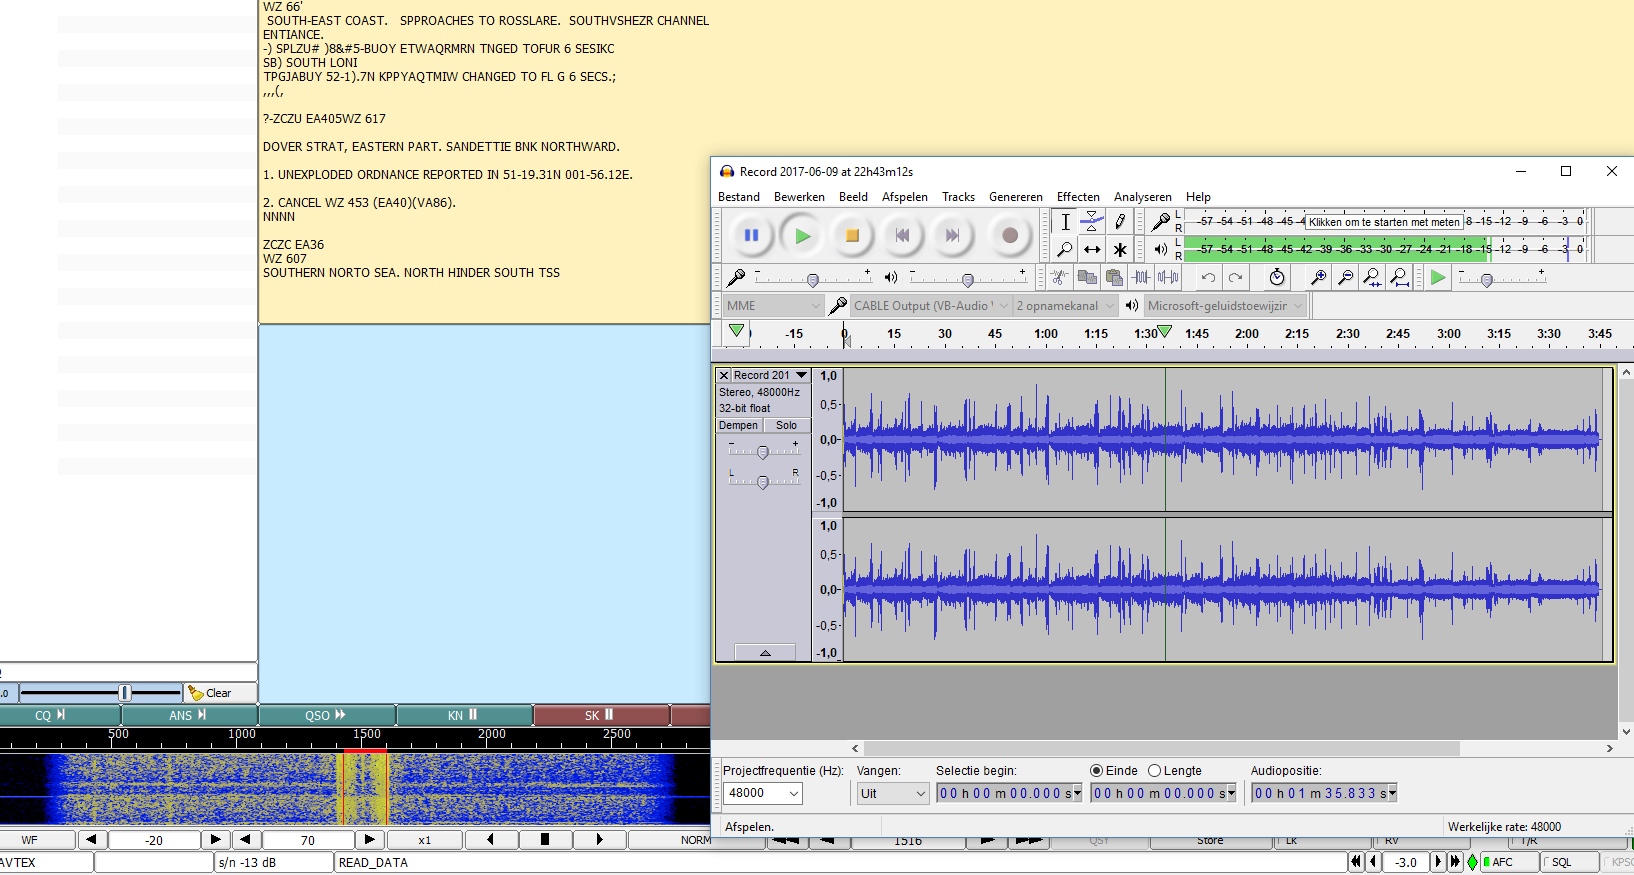 WZ 66'
SOUTH-EAST COAST.   SPPROACHES TO ROSSLARE.  SOUTHVSHEZR CHANNEL
ENTIANCE.
-) SPLZU# )8&#5-BUOY ETWAQRMRN TNGED TOFUR 6 SESIKC
SB) SOUTH LONI
TPGJABUY 52-1).7N KPPYAQTMIW CHANGED TO FL G 6 SECS.;
,,,(,
?-ZCZU EA405WZ 617
DOVER STRAT, EASTERN PART. SANDETTIE BNK NORTHWARD.
1. UNEXPLODED ORDNANCE REPORTED IN 51-19.31N 001-56.12E.
2. CANCEL WZ 453 (EA40)(VA86).
NNNN
ZCZC EA36
WZ 607
SOUTHERN NORTO SEA. NORTH HINDER SOUTH TSS
Record 2017-06-09 at 22h43m12s
Bestand Bewerken Beeld Afspelen Tracks Genereren Effecten Analyseren Help
L R -57 -54 -51 -48 -45 -4 Klikken om te starten met meten -18 -15 -12 -9 -6 -3 0
L R -57 -54 -51 -48 -45 -42 -39 -36 -33 -30 -27 -24 -21 -18 -15 -12 -9 -6 -3 0
- + - + - +
MME CABLE Output (VB-Audio 2 opnamekanal Microsoft-geluidstoewijzin
-15 0 15 30 45 1:00 1:15 1:30 1:45 2:00 2:15 2:30 2:45 3:00 3:15 3:30 3:45
Record 201
Stereo, 48000Hz
32-bit float
Dempen Solo
- +
L R
1,0
0,5
0,0
-0,5
-1,0
1,0
0,5
0,0
-0,5
-1,0
.0 Clear
CQ ANS QSO KN SK
500 1000 1500 2000 2500
Projectfrequentie (Hz): Vangen: Selectie begin: Einde Lengte Audiopositie:
48000 Uit 00 h 00 m 00.000 s 00 h 00 m 00.000 s 00 h 01 m 35.833 s
Afspelen. Werkelijke rate: 48000
WF -20 70 x1 NORM 1516 QSY Store Lk RV T/R
AVTEX s/n -13 dB READ_DATA -3.0 AFC SQL KPSQ